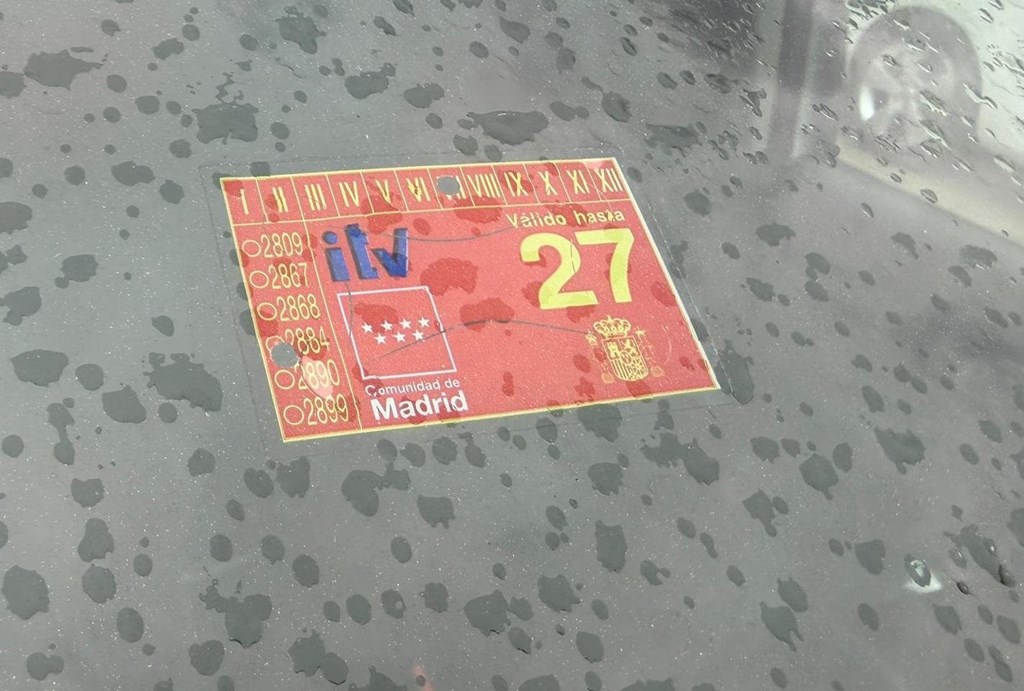 I II III IV V VI VIII IX X XI XII
Válido hasta
27
itv
2809
2867
2868
2884
2890
2899
Comunidad de
Madrid